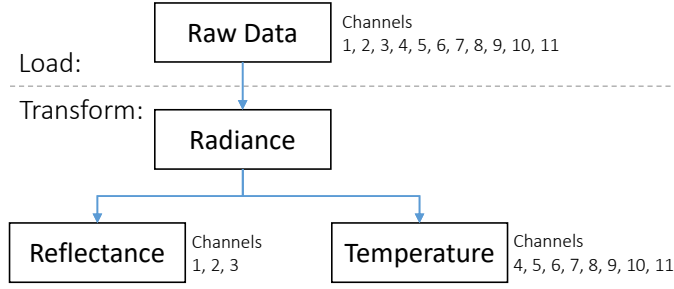 Raw Data
Channels
1, 2, 3, 4, 5, 6, 7, 8, 9, 10, 11
Load:
Transform:
Radiance
Reflectance
Channels
1, 2, 3
Temperature
Channels
4, 5, 6, 7, 8, 9, 10, 11